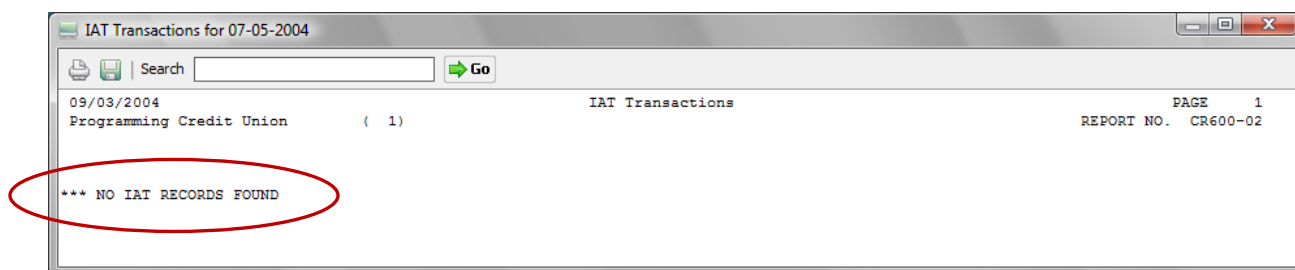 IAT Transactions for 07-05-2004
Search Go
09/03/2004 IAT Transactions PAGE 1
Programming Credit Union ( 1) REPORT NO. CR600-02
*** NO IAT RECORDS FOUND